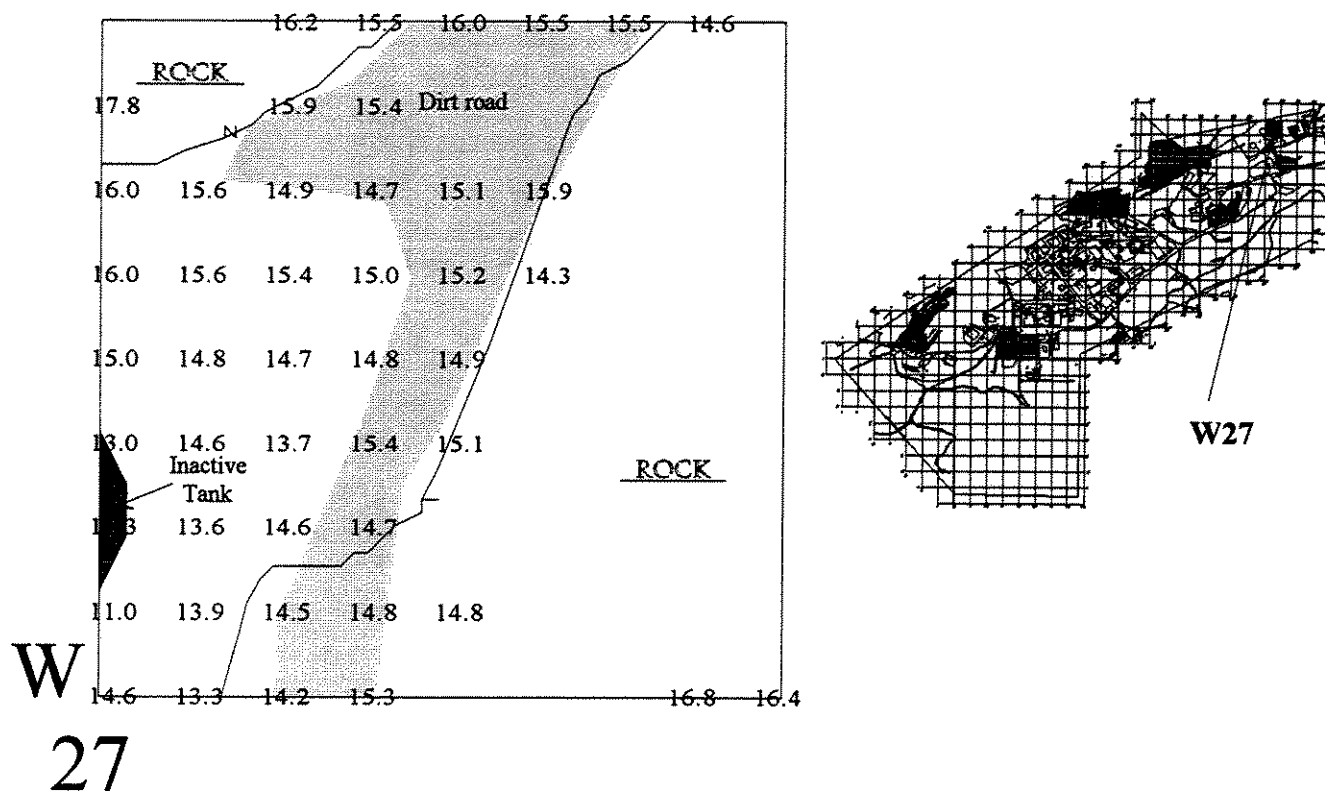 16.2 15.5 16.0 15.5 15.5 14.6
ROCK
17.8 15.9 15.4 Dirt road
N
16.0 15.6 14.9 14.7 15.1 15.9
16.0 15.6 15.4 15.0 15.2 14.3
15.0 14.8 14.7 14.8 14.9
W27
13.0 14.6 13.7 15.4 15.1
Inactive
Tank
ROCK
13.6 14.6 14.7
11.0 13.9 14.5 14.8 14.8
W
14.6 13.3 14.2 15.3 16.8 16.4
27